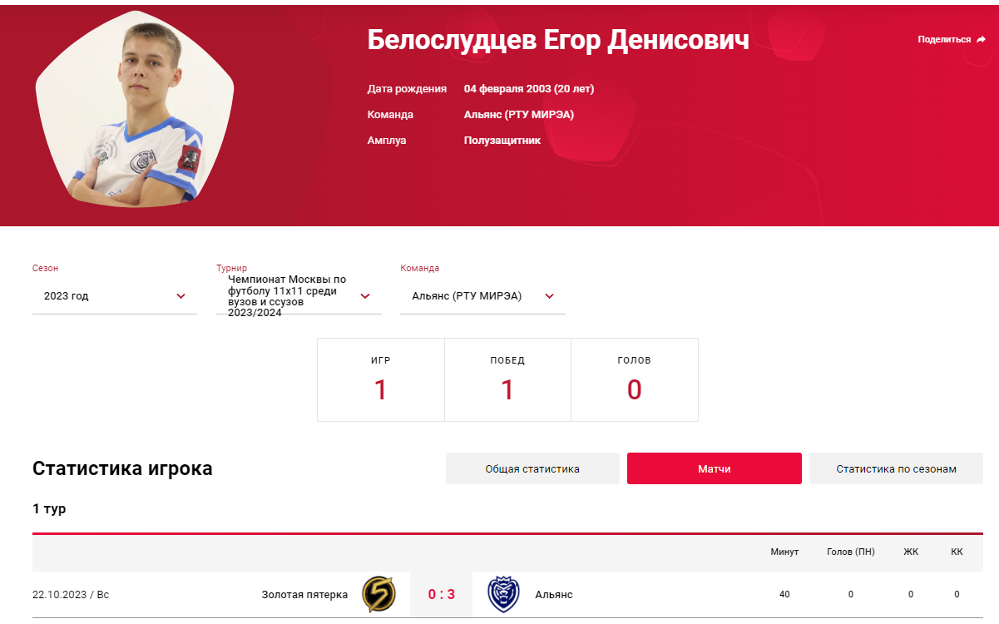 Белослудцев Егор Денисович
Поделиться
Дата рождения 04 февраля 2003 (20 лет)
Команда Альянс (РТУ МИРЭА)
Амплуа Полузащитник
Сезон
2023 год
Турнир
Чемпионат Москвы по
футболу 11х11 среди
вузов и ссузов
2023/2024
Команда
Альянс (РТУ МИРЭА)
ИГР ПОБЕД ГОЛОВ
1 1 0
Статистика игрока
Общая статистика Матчи Статистика по сезонам
1 тур
Минут Голов (ПН) ЖК КК
22.10.2023 / Вс Золотая пятерка 0 : 3 Альянс 40 0 0 0